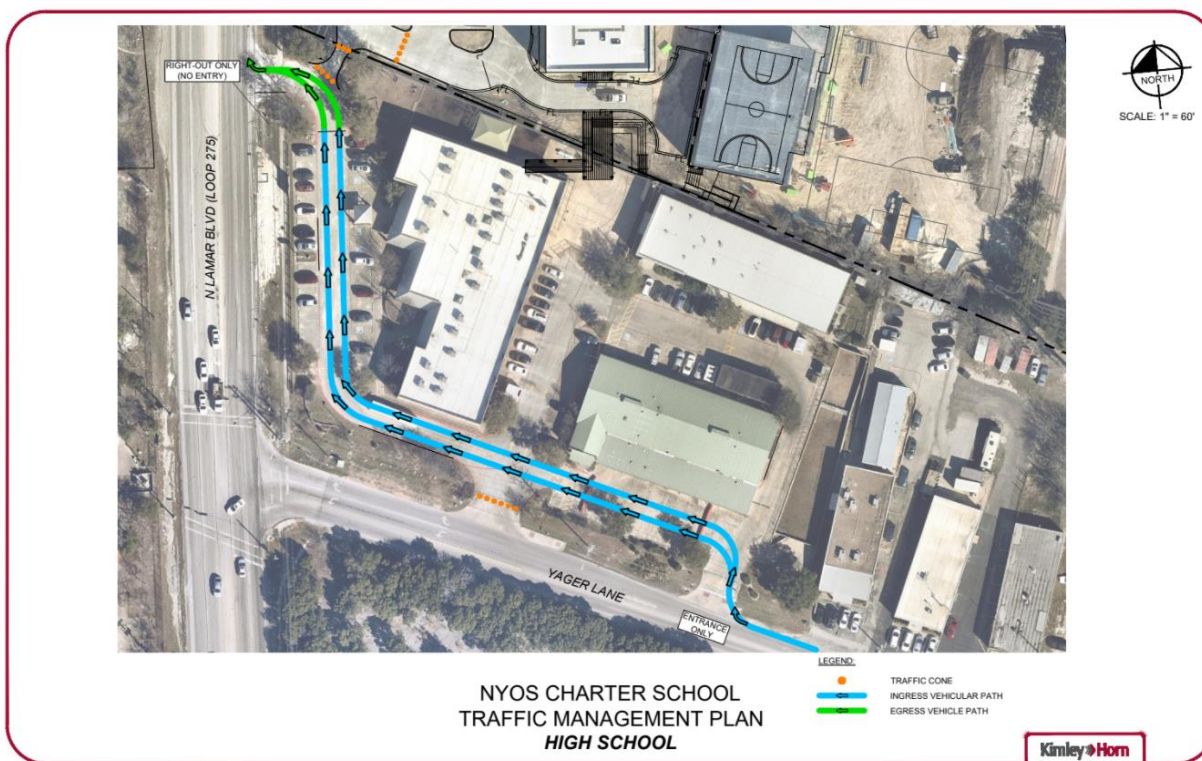 RIGHT-OUT ONLY
(NO ENTRY)
NORTH
SCALE: 1" = 60'
N LAMAR BLVD (LOOP 275)
YAGER LANE
ENTRANCE
ONLY
LEGEND:
TRAFFIC CONE
INGRESS VEHICULAR PATH
EGRESS VEHICLE PATH
NYOS CHARTER SCHOOL
TRAFFIC MANAGEMENT PLAN
HIGH SCHOOL
Kimley»Horn